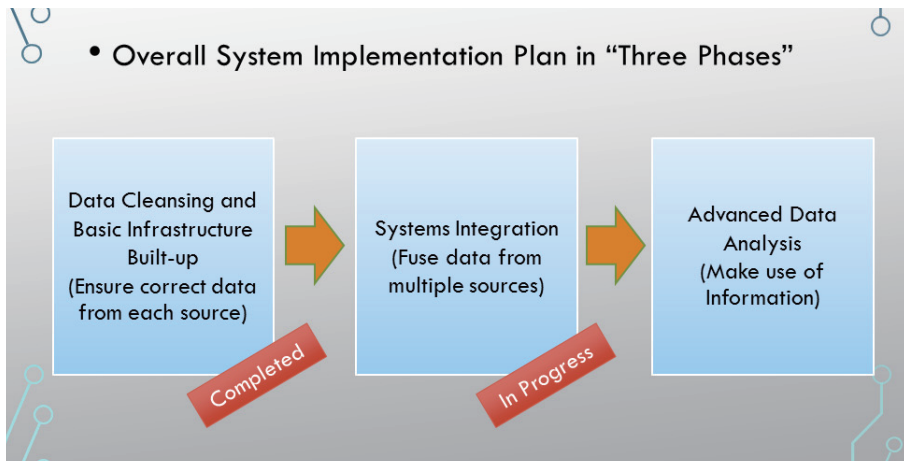 • Overall System Implementation Plan in “Three Phases”
Data Cleansing and
Basic Infrastructure
Built-up
(Ensure correct data
from each source)
Completed
Systems Integration
(Fuse data from
multiple sources)
In Progress
Advanced Data
Analysis
(Make use of
Information)